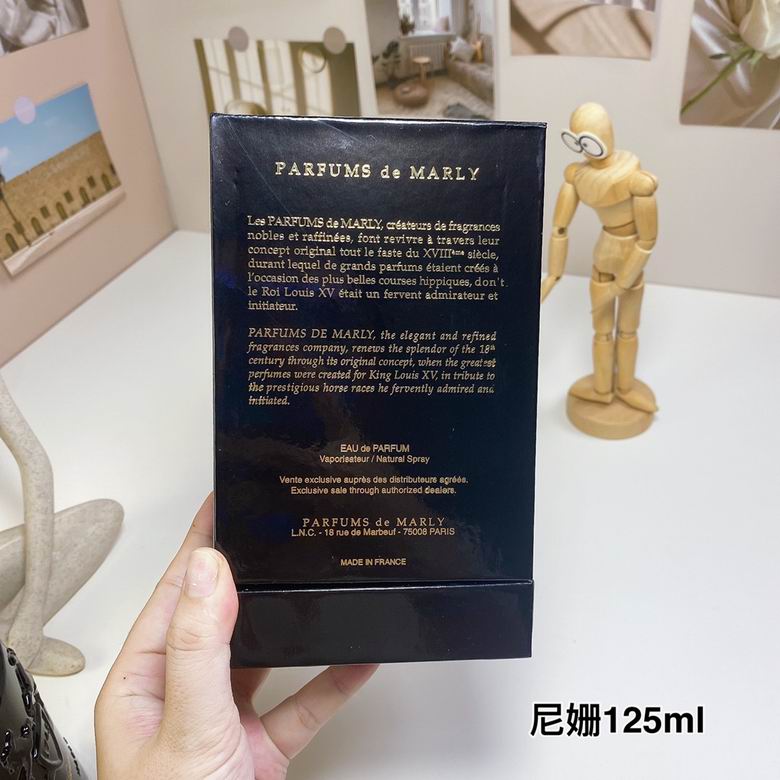 PARFUMS de MARLY
Les PARFUMS de MARLY, créateurs de fragrances
nobles et raffinées, font revivre à travers leur
concept original tout le faste du XVIIIème siècle,
durant lequel de grands parfums étaient créés à
l'occasion des plus belles courses hippiques, don't
le Roi Louis XV était un fervent admirateur et
initiateur.
PARFUMS DE MARLY, the elegant and refined
fragrances company, renews the splendor of the 18th
century through its original concept, when the greatest
perfumes were created for King Louis XV, in tribute to
the prestigious horse races he fervently admired and
initiated.
EAU de PARFUM
Vaporisateur / Natural Spray
Vente exclusive auprès des distributeurs agréés.
Exclusive sale through authorized dealers.
PARFUMS de MARLY
L.N.C. - 18 rue de Marbeuf - 75008 PARIS
MADE IN FRANCE
尼姗125ml